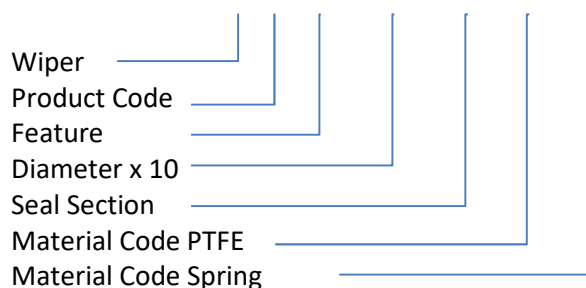 Wiper
Product Code
Feature
Diameter x 10
Seal Section
Material Code PTFE
Material Code Spring